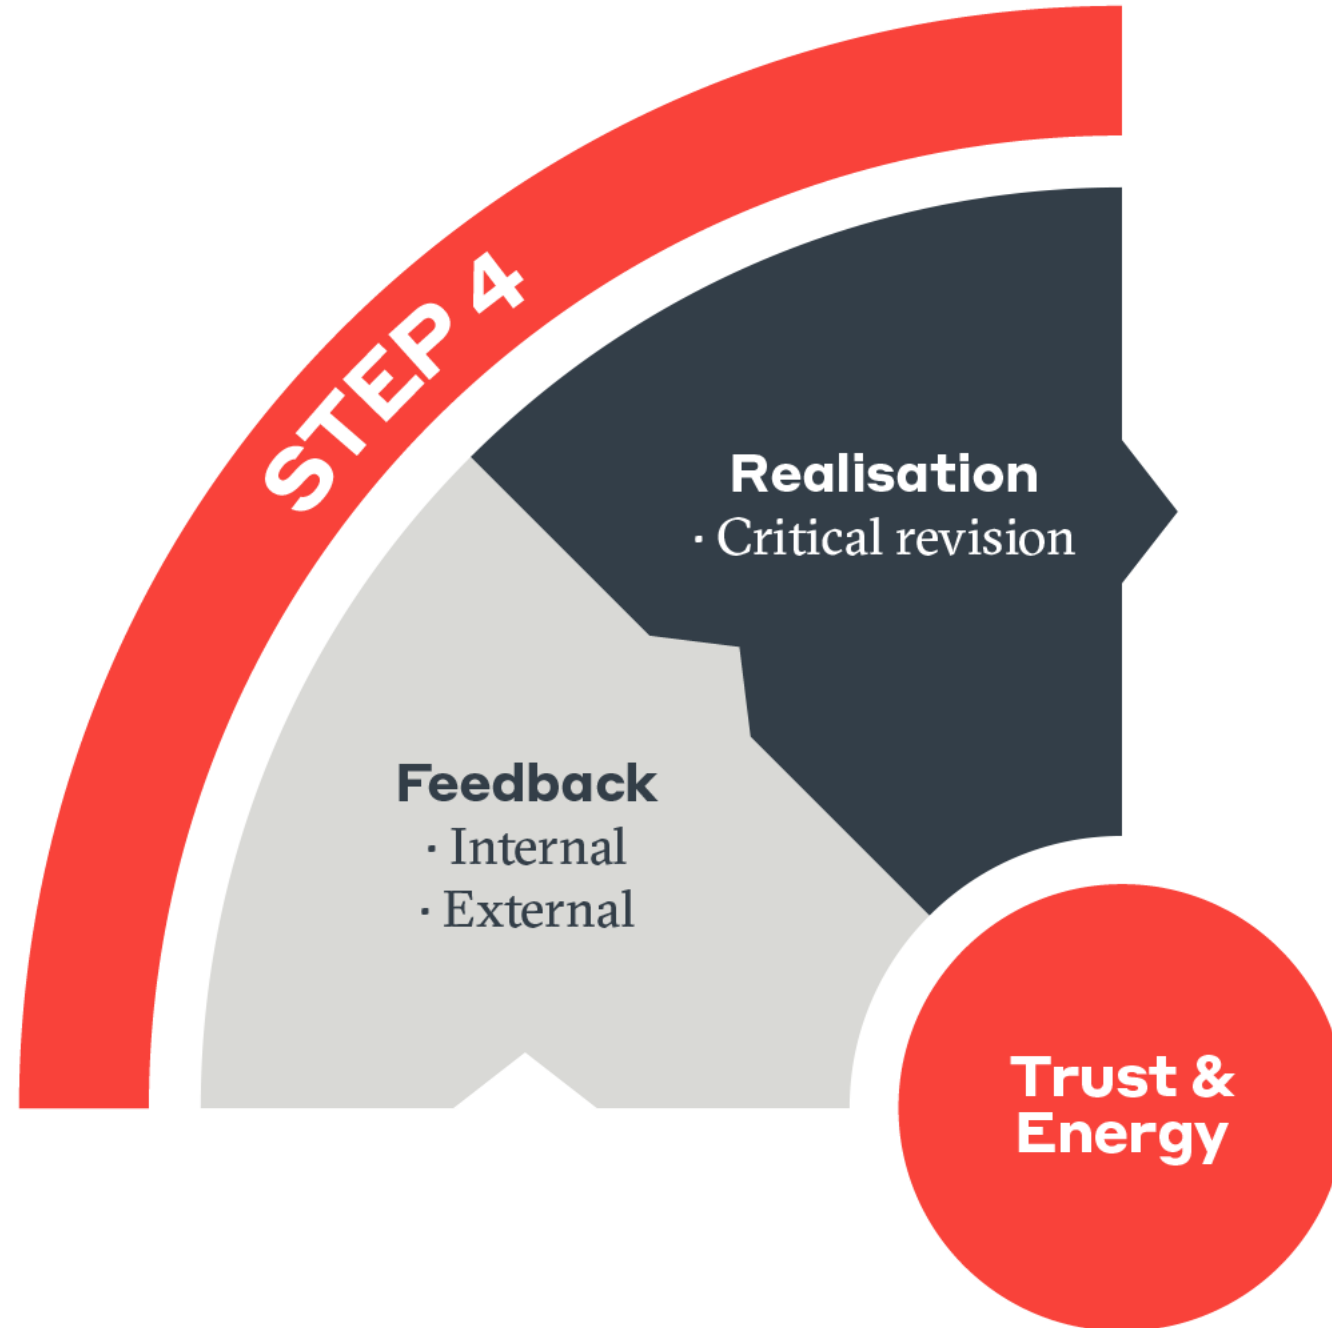 STEP 4
Realisation
· Critical revision
Feedback
· Internal
· External
Trust &
Energy